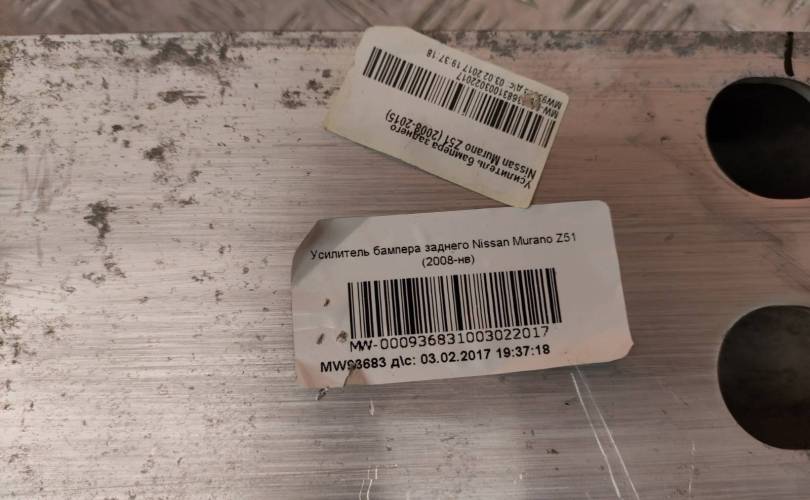 MW93683 д\с: 03.02.2017 19:37:18
Усилитель бампера заднего
Nissan Murano Z51 (2008-2015)
Усилитель бампера заднего Nissan Murano Z51
(2008-нв)
MW-000936831003022017
MW93683 д\с: 03.02.2017 19:37:18